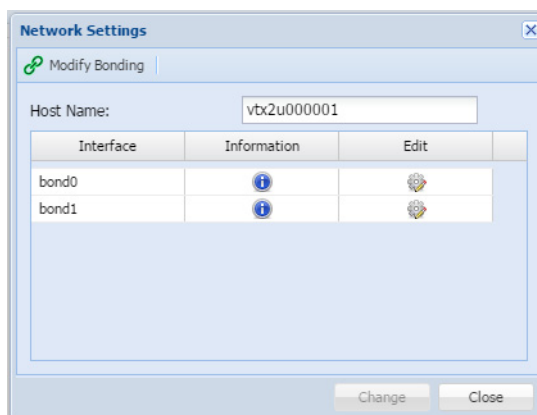 Network Settings
Modify Bonding
Host Name: vtx2u000001
Interface Information Edit
bond0
bond1
Change Close